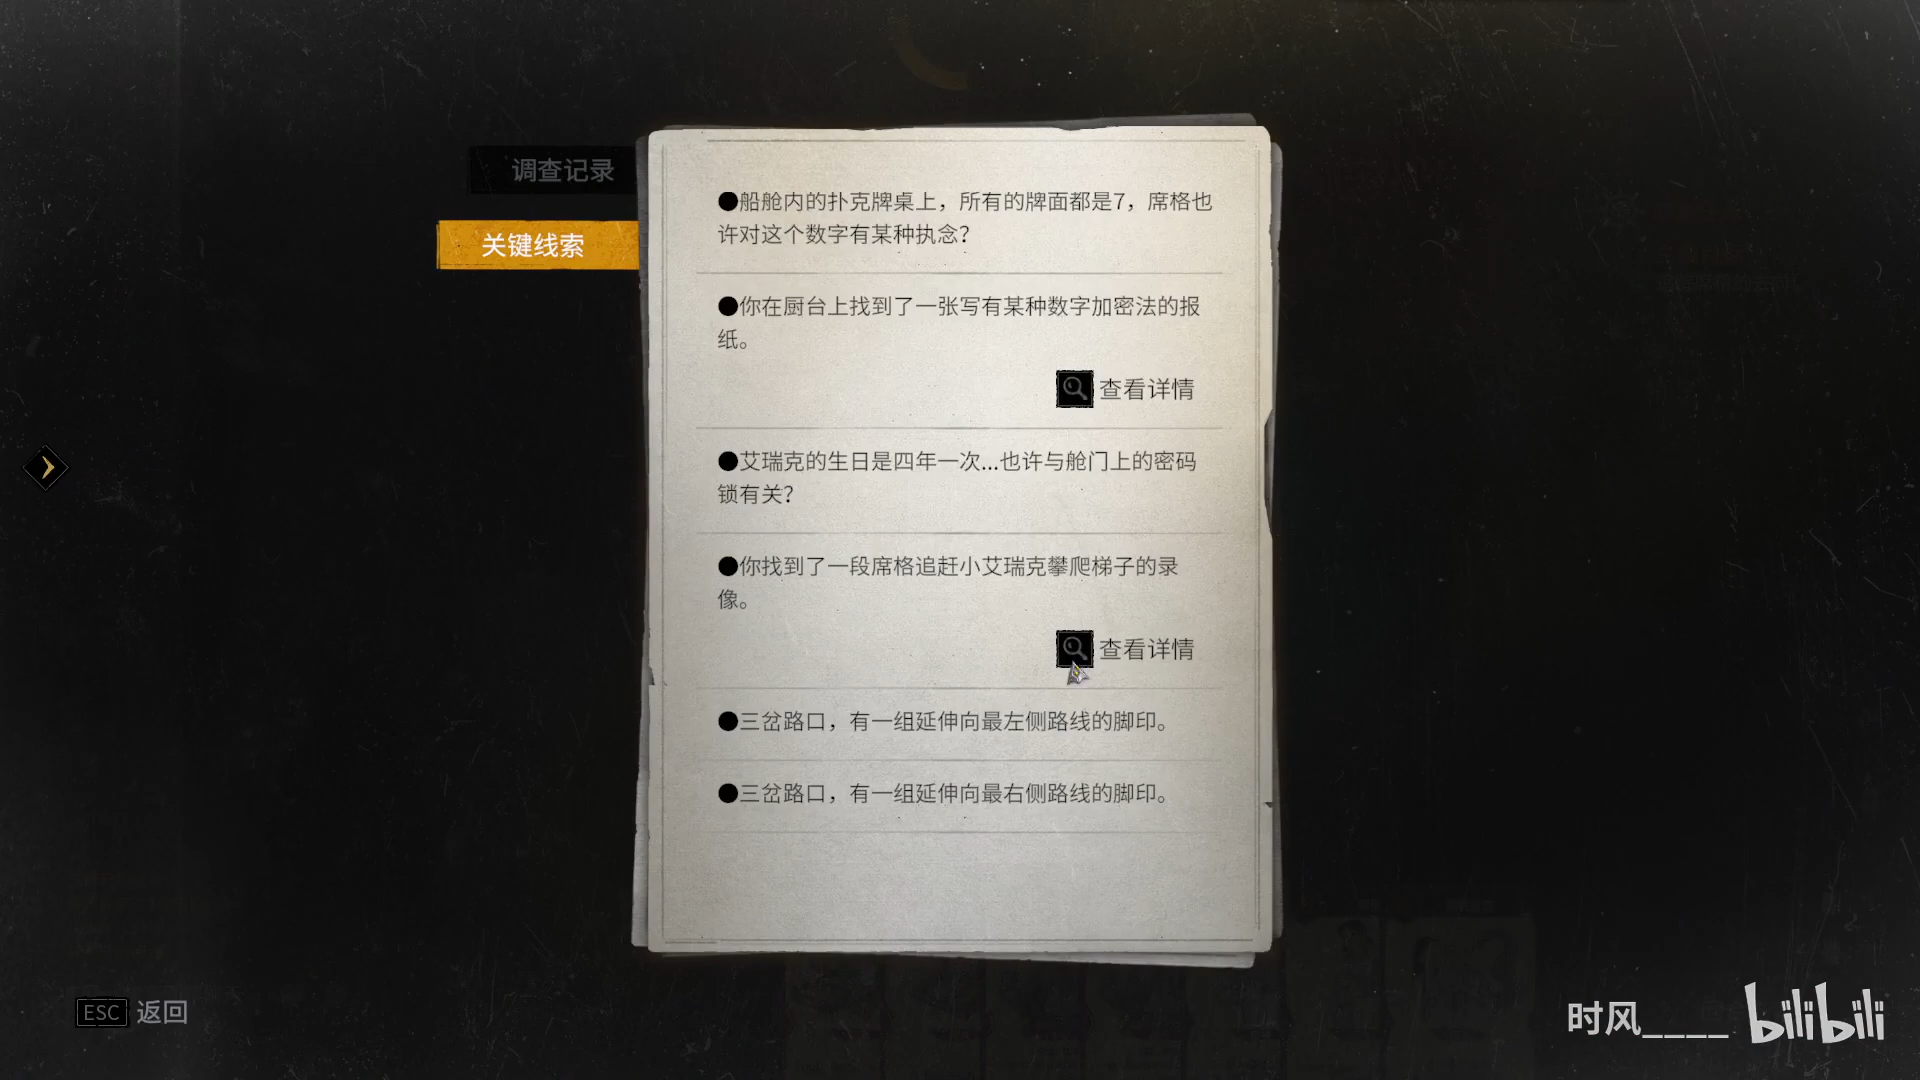 调查记录
关键线索
●船舱内的扑克牌桌上，所有的牌面都是7，席格也
许对这个数字有某种执念？
●你在厨台上找到了一张写有某种数字加密法的报
纸。
查看详情
●艾瑞克的生日是四年一次...也许与舱门上的密码
锁有关？
●你找到了一段席格追赶小艾瑞克攀爬梯子的录
像。
查看详情
●三岔路口，有一组延伸向最左侧路线的脚印。
●三岔路口，有一组延伸向最右侧路线的脚印。
ESC 返回
时风____ bilibili